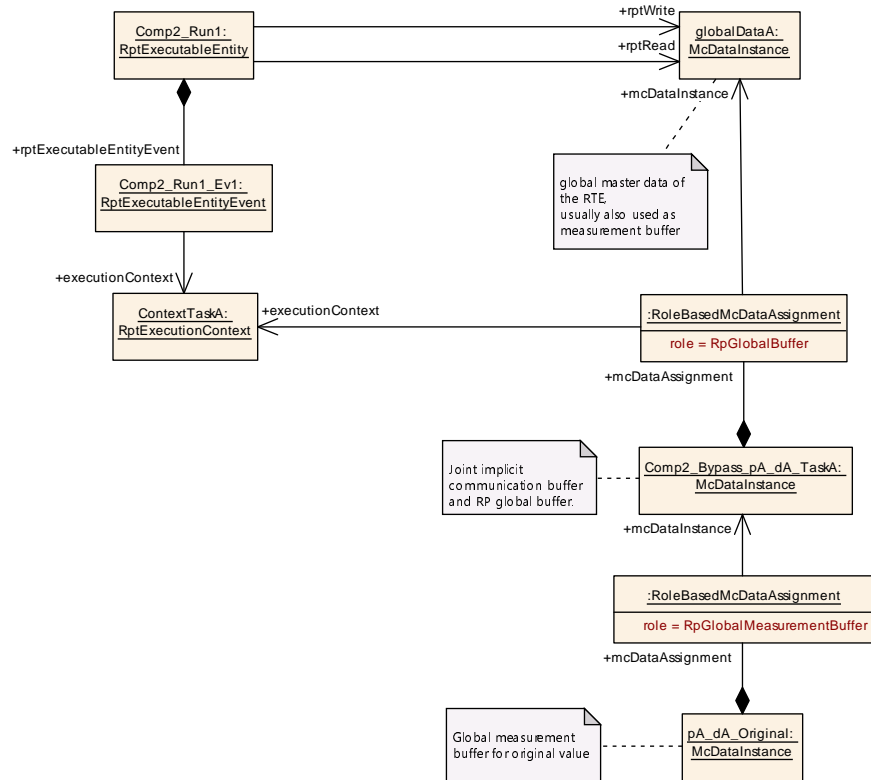 +rptWrite
Comp2_Run1:
RptExecutableEntity
globalDataA:
McDataInstance
+rptRead
+mcDataInstance
+rptExecutableEntityEvent
Comp2_Run1_Ev1:
RptExecutableEntityEvent
global master data of
the RTE,
usually also used as
measurement buffer
+executionContext
ContextTaskA:
RptExecutionContext
+executionContext
:RoleBasedMcDataAssignment
role = RpGlobalBuffer
+mcDataAssignment
Joint implicit
communication buffer
and RP global buffer.
Comp2_Bypass_pA_dA_TaskA:
McDataInstance
+mcDataInstance
:RoleBasedMcDataAssignment
role = RpGlobalMeasurementBuffer
+mcDataAssignment
Global measurement
buffer for original value
pA_dA_Original:
McDataInstance